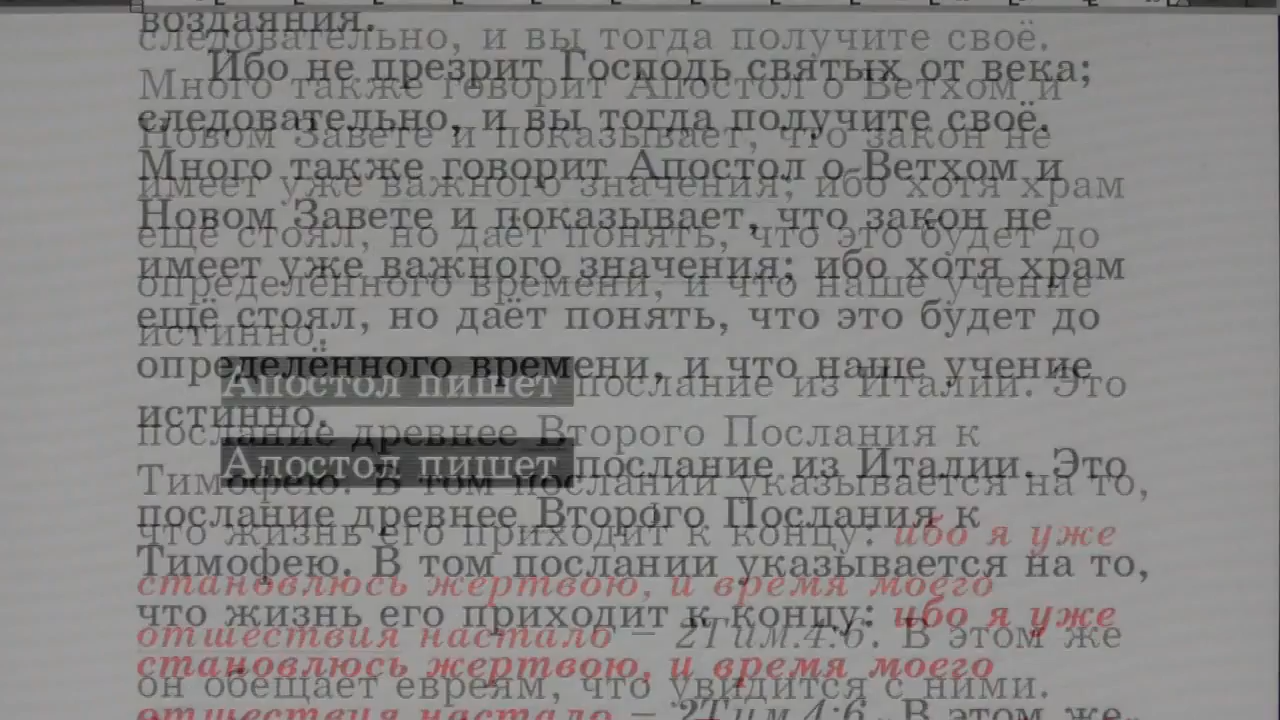 воздаяния.
Ибо не презрит Господь святых от века;
следовательно, и вы тогда получите своё.
Много также говорит Апостол о Ветхом и
Новом Завете и показывает, что закон не
имеет уже важного значения; ибо хотя храм
ещё стоял, но даёт понять, что это будет до
определённого времени, и что наше учение
истинно.
Апостол пишет послание из Италии. Это
послание древнее Второго Послания к
Тимофею. В том послании указывается на то,
что жизнь его приходит к концу: ибо я уже
становлюсь жертвою, и время моего
отшествия настало – 2Тим.4:6. В этом же
он обещает евреям, что увидится с ними.